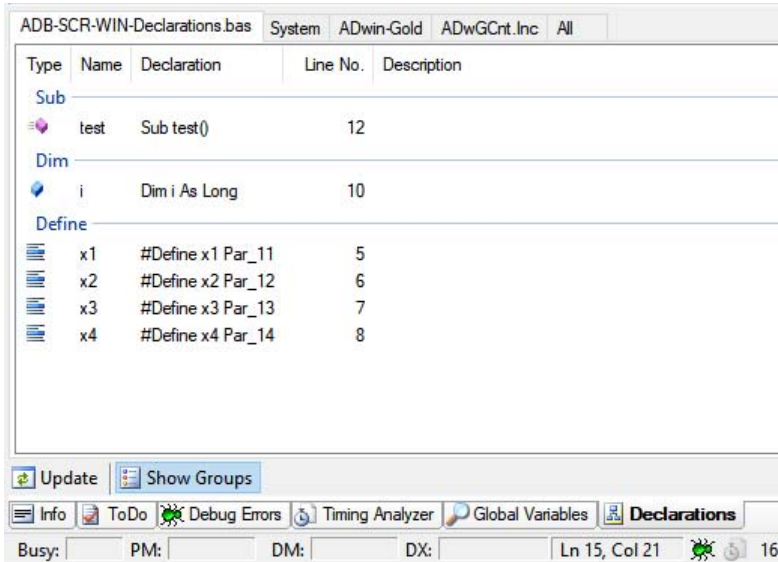 ADB-SCR-WIN-Declarations.bas System ADwin-Gold ADwGCnt.Inc All
Type Name Declaration Line No. Description
Sub
test Sub test() 12
Dim
i Dim i As Long 10
Define
x1 #Define x1 Par_11 5
x2 #Define x2 Par_12 6
x3 #Define x3 Par_13 7
x4 #Define x4 Par_14 8
Update Show Groups
Info ToDo Debug Errors Timing Analyzer Global Variables Declarations
Busy: PM: DM: DX: Ln 15, Col 21 16